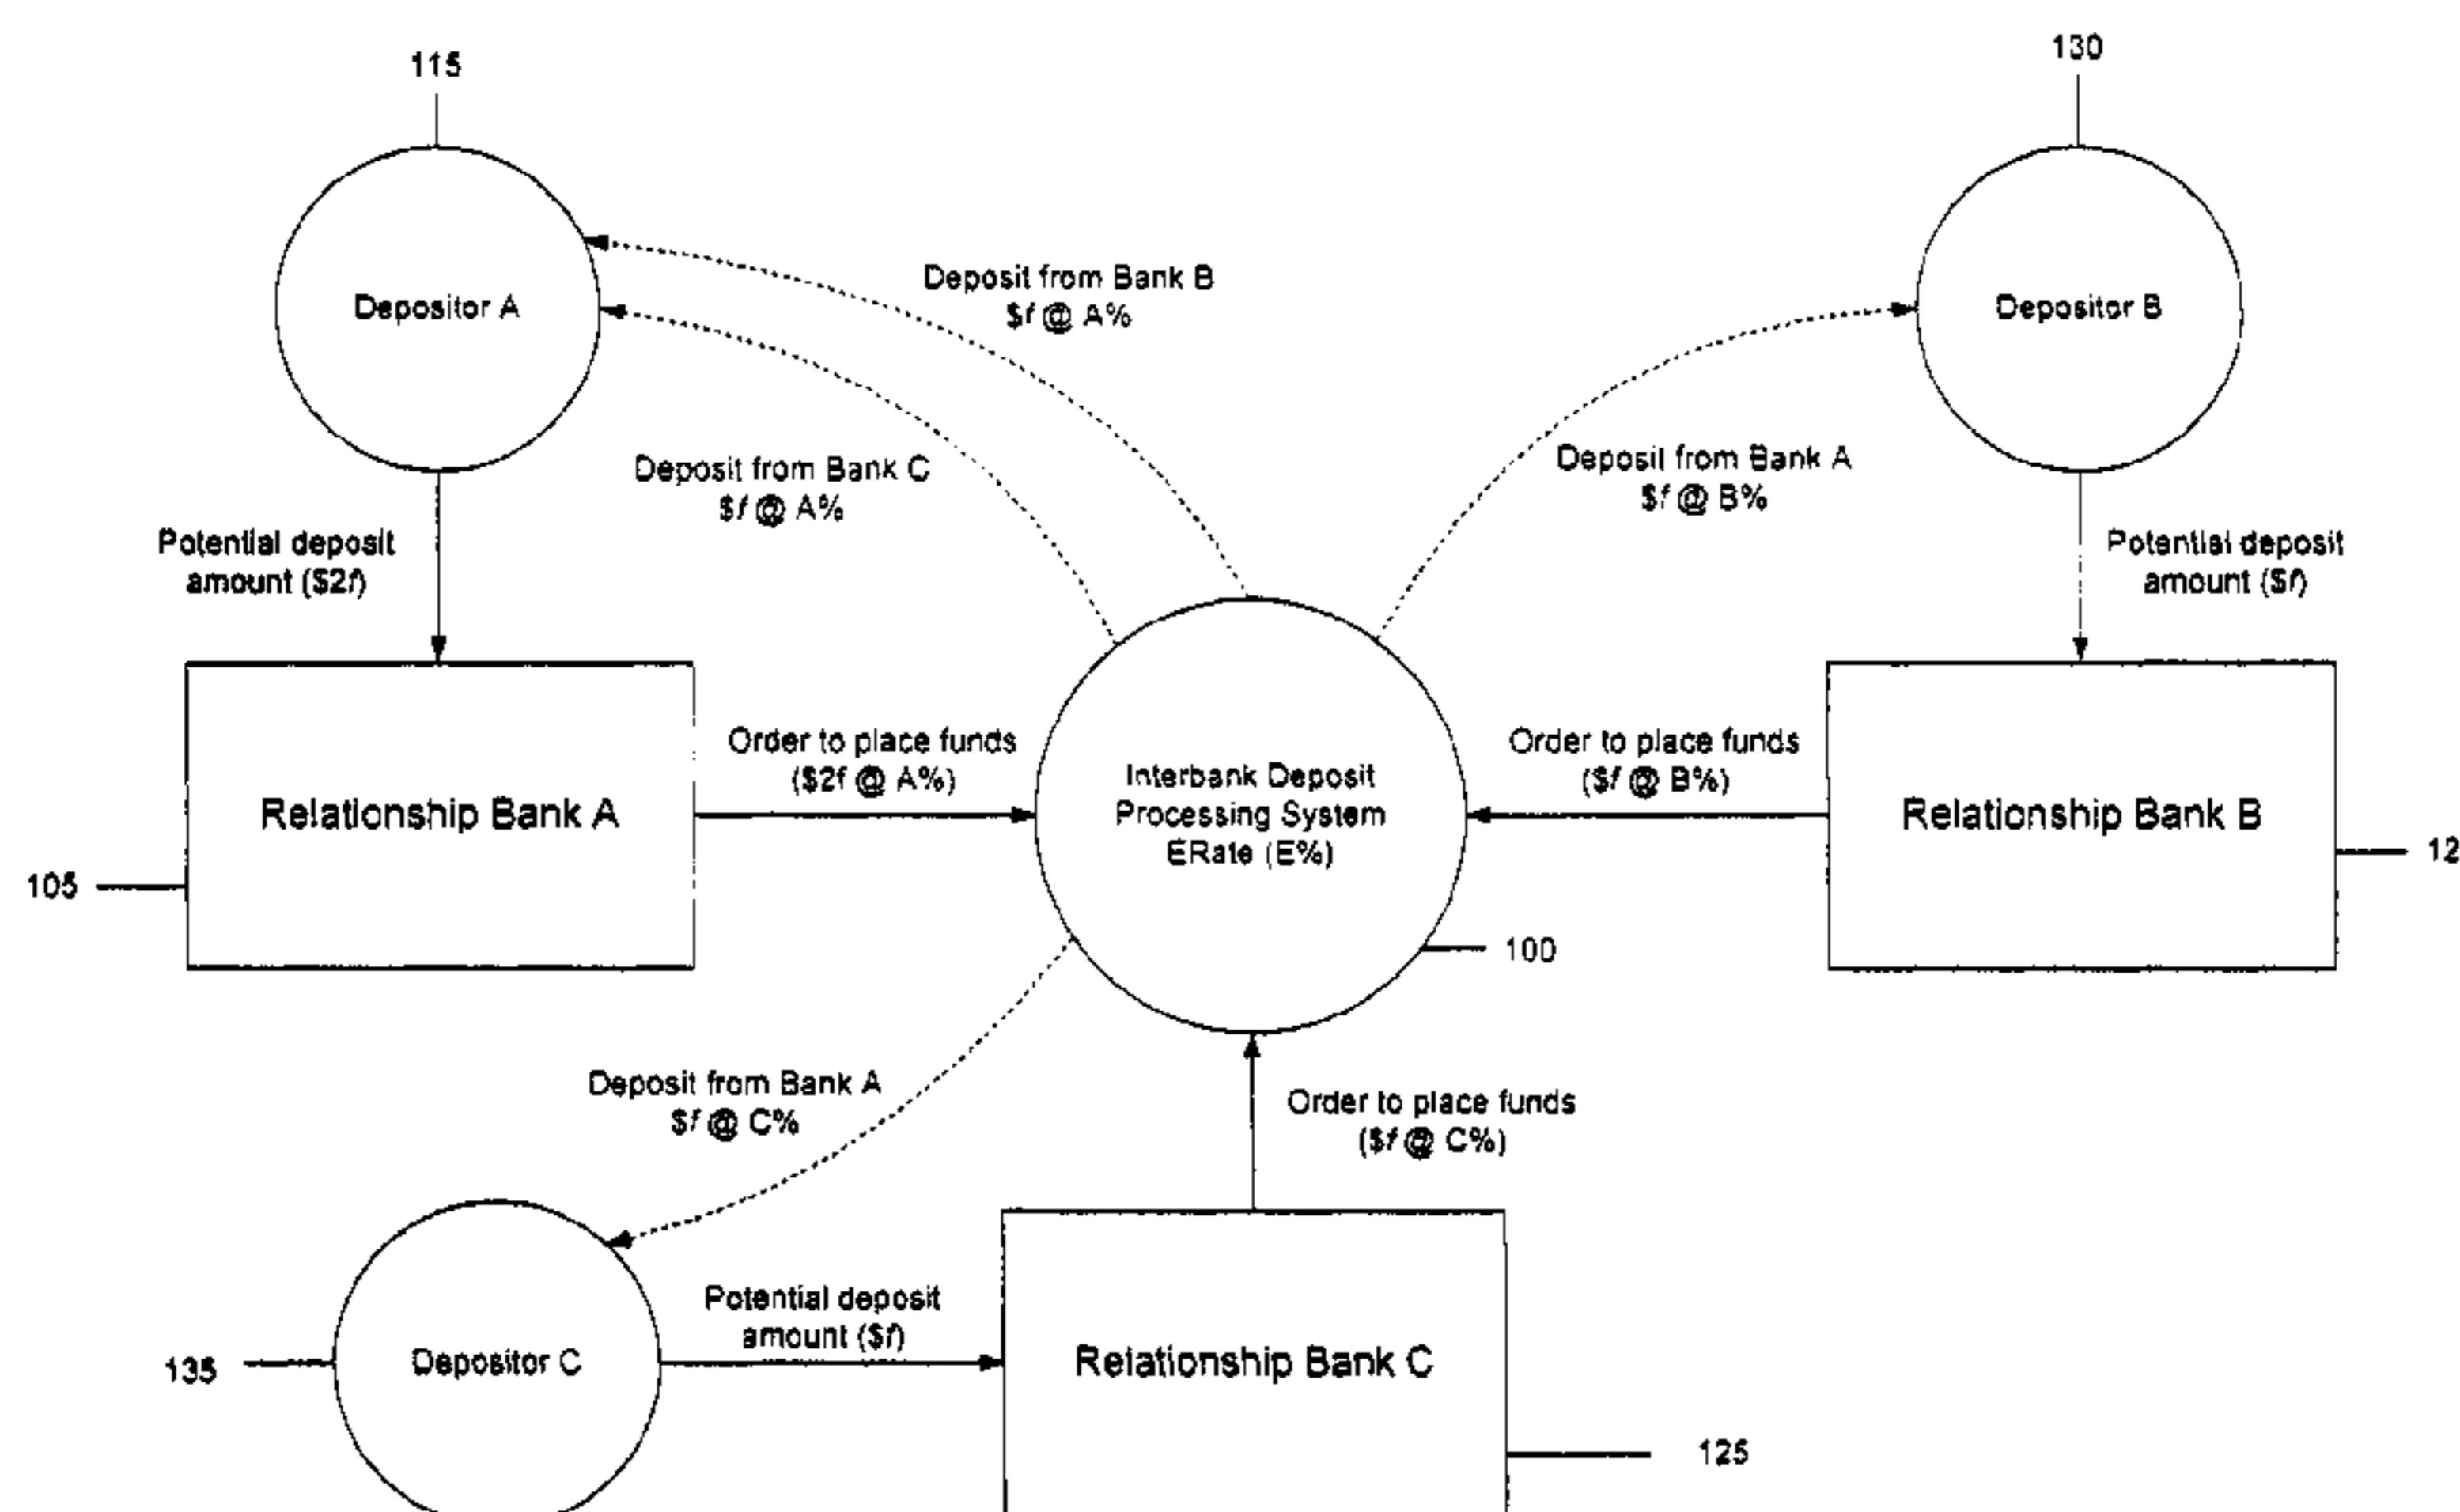 115
130
Depositor A
Deposit from Bank B
$f @ A%
Depositor B
Deposit from Bank C
$f @ A%
Deposit from Bank A
$f @ B%
Potential deposit
amount ($2f)
Potential deposit
amount ($f)
Order to place funds
($2f @ A%)
Order to place funds
($f @ B%)
Interbank Deposit
Processing System
ERate (E%)
Relationship Bank A
Relationship Bank B
105
12
100
Deposit from Bank A
$f @ C%
Order to place funds
($f @ C%)
Potential deposit
amount ($f)
135
Depositor C
Relationship Bank C
125